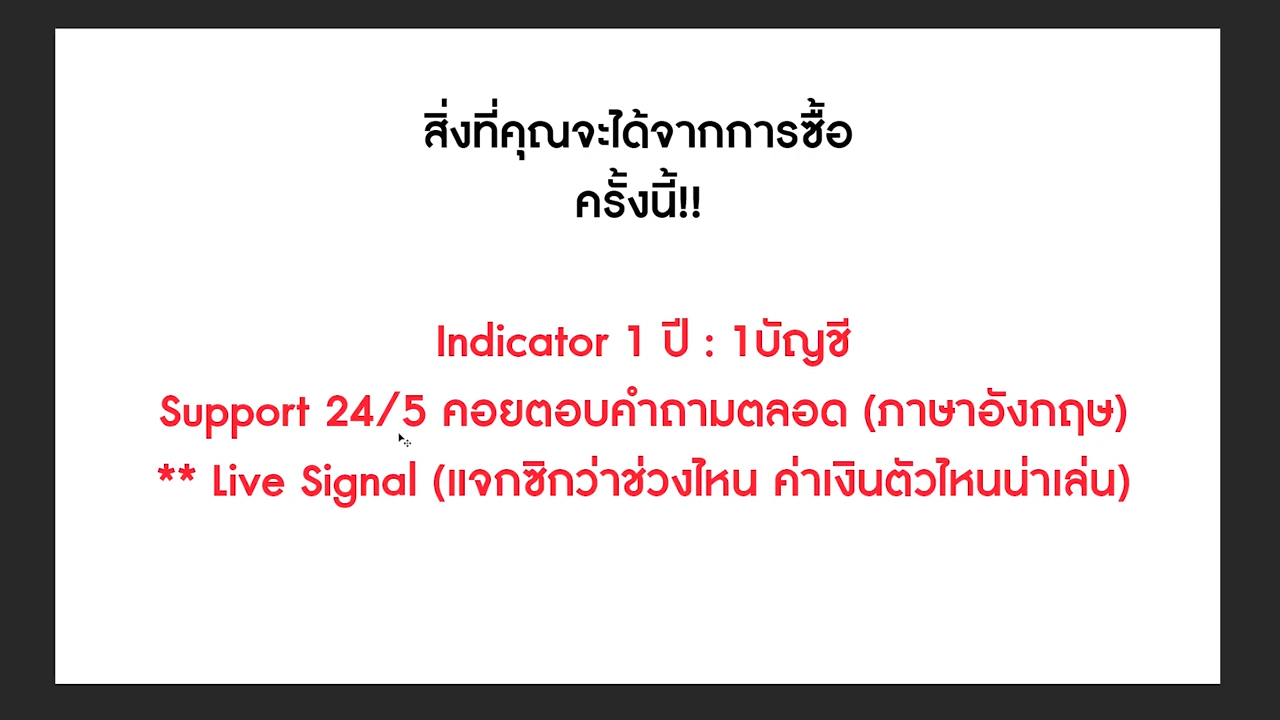 สิ่งที่คุณจะได้จากการซื้อ
ครั้งนี้!!
Indicator 1 ปี : 1บัญชี
Support 24/5 คอยตอบคำถามตลอด (ภาษาอังกฤษ)
** Live Signal (แจกซิกว่าช่วงไหน ค่าเงินตัวไหนน่าเล่น)